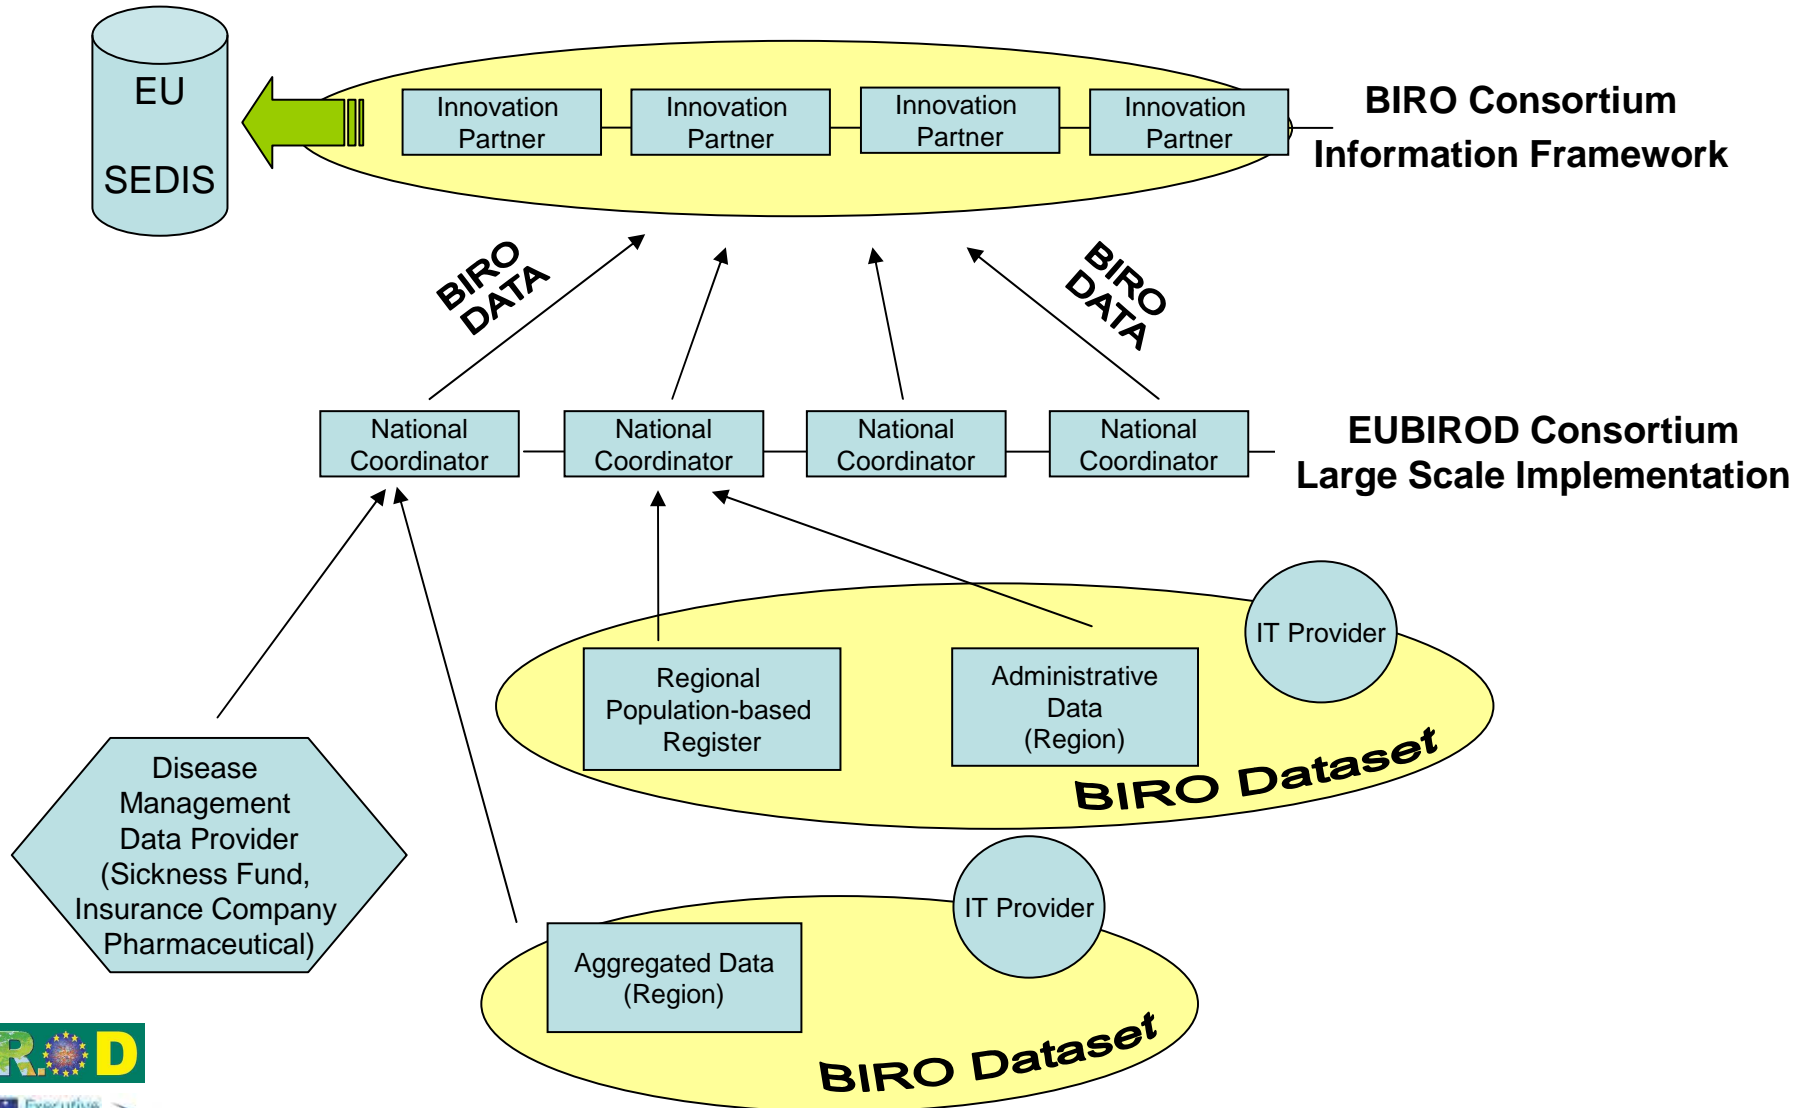 EU
SEDIS
Innovation
Partner
Innovation
Partner
Innovation
Partner
Innovation
Partner
BIRO Consortium
Information Framework
BIRO
DATA
BIRO
DATA
National
Coordinator
National
Coordinator
National
Coordinator
National
Coordinator
EUBIROD Consortium
Large Scale Implementation
IT Provider
Regional
Population-based
Register
Administrative
Data
(Region)
BIRO Dataset
Disease
Management
Data Provider
(Sickness Fund,
Insurance Company
Pharmaceutical)
IT Provider
Aggregated Data
(Region)
BIRO Dataset
R.D
Executive